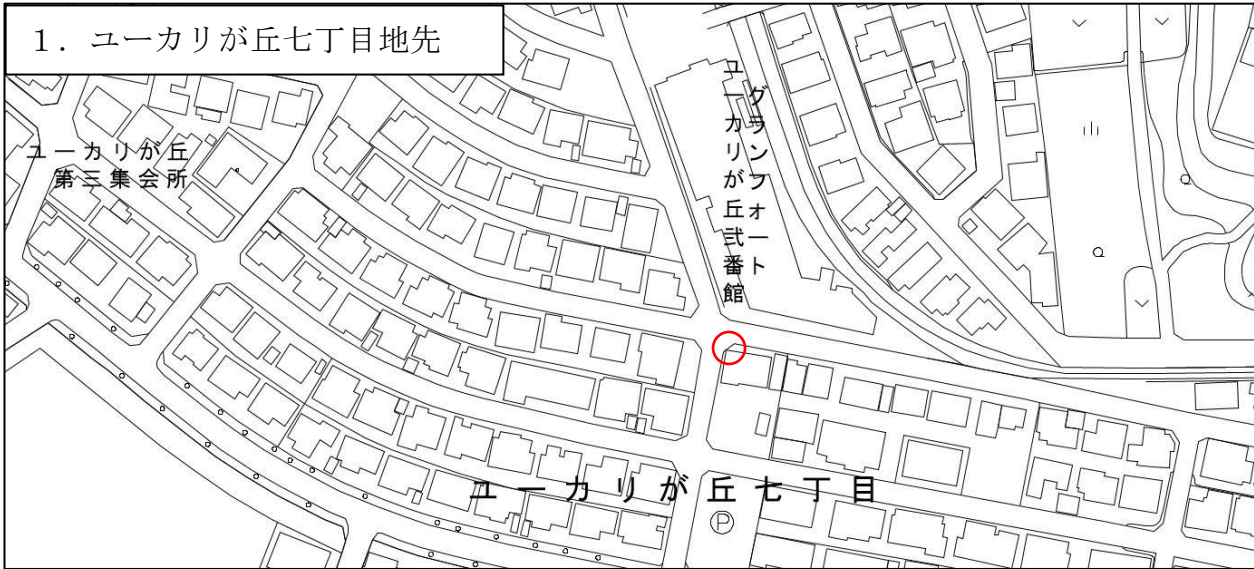 1．ユーカリが丘七丁目地先
ユーカリが丘
第三集会所
グランフォート
ユーカリが丘弐番館
ユーカリが丘七丁目
P